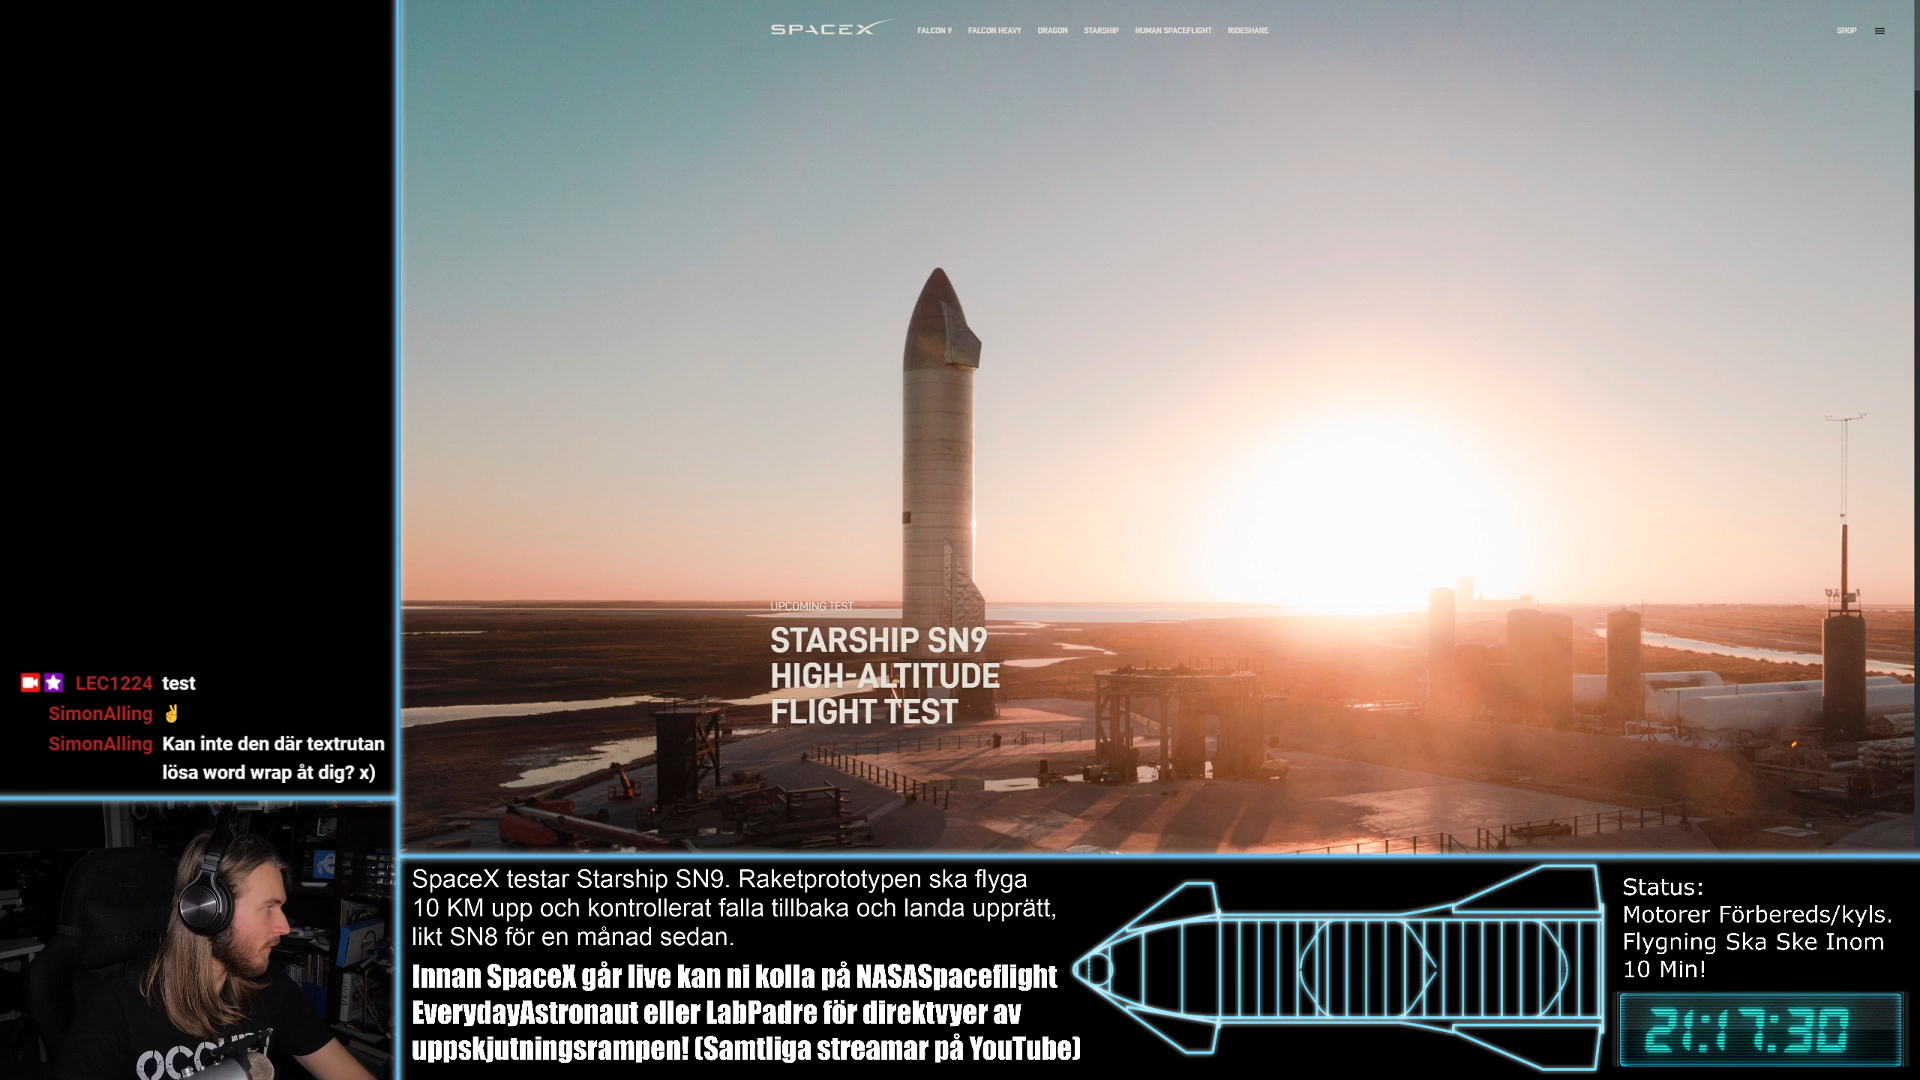 SPACEX
FALCON 9 FALCON HEAVY DRAGON STARSHIP HUMAN SPACEFLIGHT RIDESHARE
SHOP
UPCOMING TEST
STARSHIP SN9
HIGH-ALTITUDE
FLIGHT TEST
LEC1224 test
SimonAlling ✌
SimonAlling Kan inte den där textrutan
lösa word wrap åt dig? x)
SpaceX testar Starship SN9. Raketprototypen ska flyga
10 KM upp och kontrollerat falla tillbaka och landa upprätt,
likt SN8 för en månad sedan.
Innan SpaceX går live kan ni kolla på NASASpaceflight
EverydayAstronaut eller LabPadre för direktvyer av
uppskjutningsrampen! (Samtliga streamar på YouTube)
Status:
Motorer Förbereds/kyls.
Flygning Ska Ske Inom
10 Min!
21:17:30